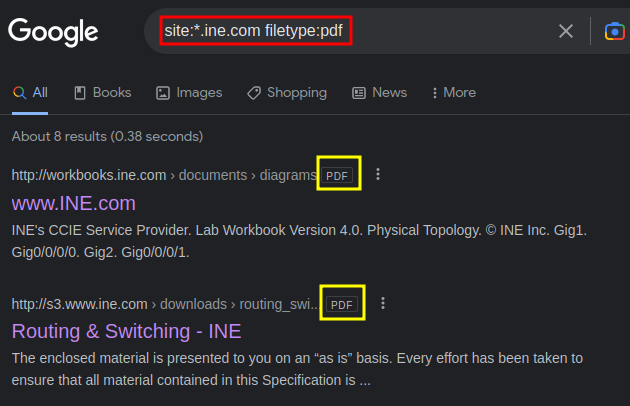 Google
site:*.ine.com filetype:pdf
All Books Images Shopping News More
About 8 results (0.38 seconds)
http://workbooks.ine.com › documents › diagrams PDF
www.INE.com
INE's CCIE Service Provider. Lab Workbook Version 4.0. Physical Topology. © INE Inc. Gig1.
Gig0/0/0/0. Gig2. Gig0/0/0/1.
http://s3.www.ine.com › downloads › routing_swi... PDF
Routing & Switching - INE
The enclosed material is presented to you on an “as is” basis. Every effort has been taken to
ensure that all material contained in this Specification is ...